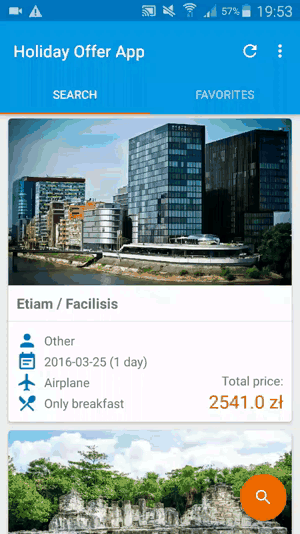 57% 19:53
Holiday Offer App
SEARCH FAVORITES
Etiam / Facilisis
Other
2016-03-25 (1 day)
Airplane
Total price:
Only breakfast
2541.0 zł